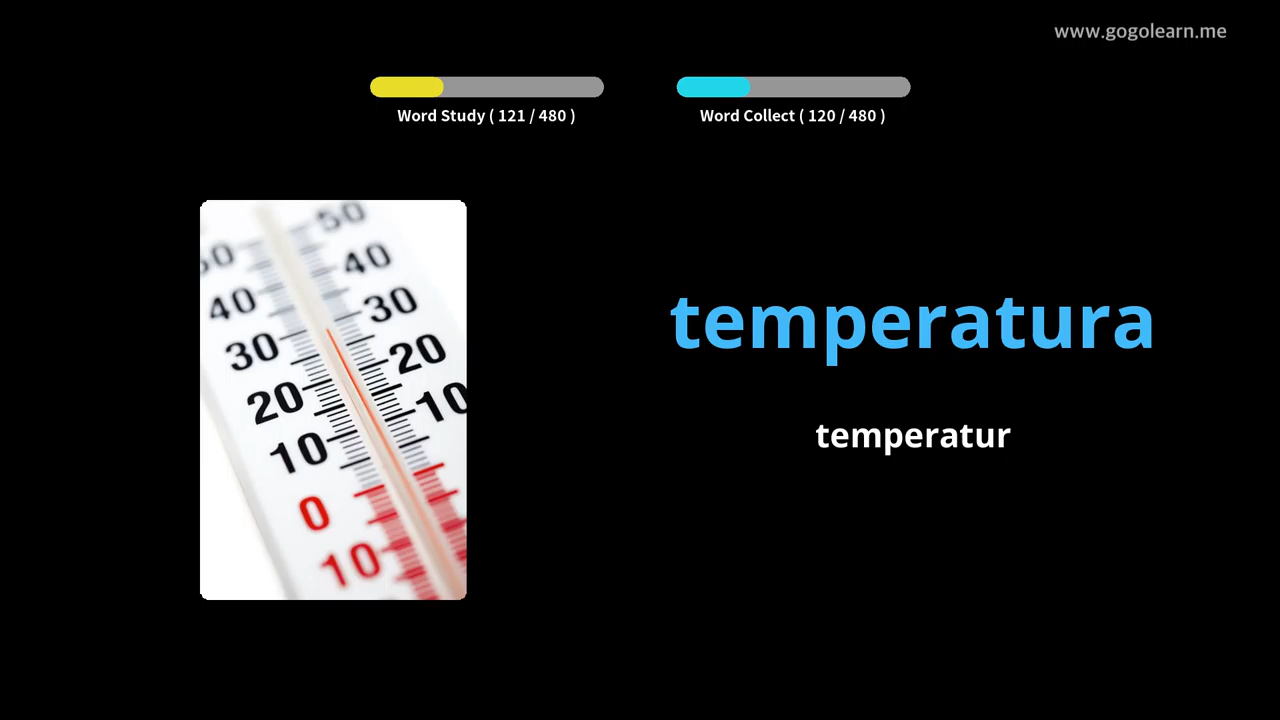 www.gogolearn.me
Word Study ( 121 / 480 )
Word Collect ( 120 / 480 )
50
50
40
40
30
30
20
20
10
10
0
10
temperatura
temperatur